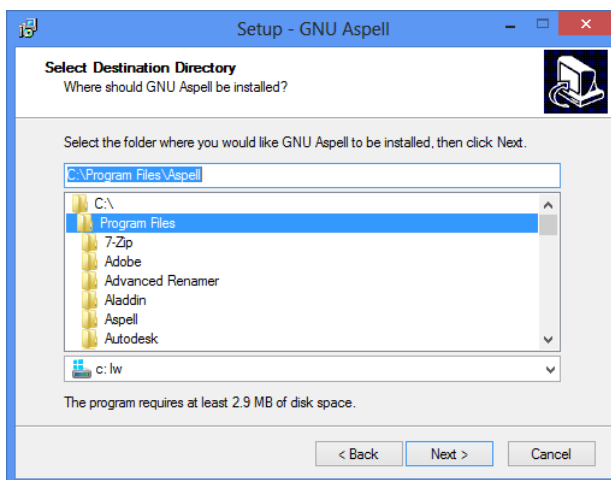 Setup - GNU Aspell
Select Destination Directory
Where should GNU Aspell be installed?
Select the folder where you would like GNU Aspell to be installed, then click Next.
C:\Program Files\Aspell
C:\
Program Files
7-Zip
Adobe
Advanced Renamer
Aladdin
Aspell
Autodesk
c: lw
The program requires at least 2.9 MB of disk space.
< Back Next > Cancel